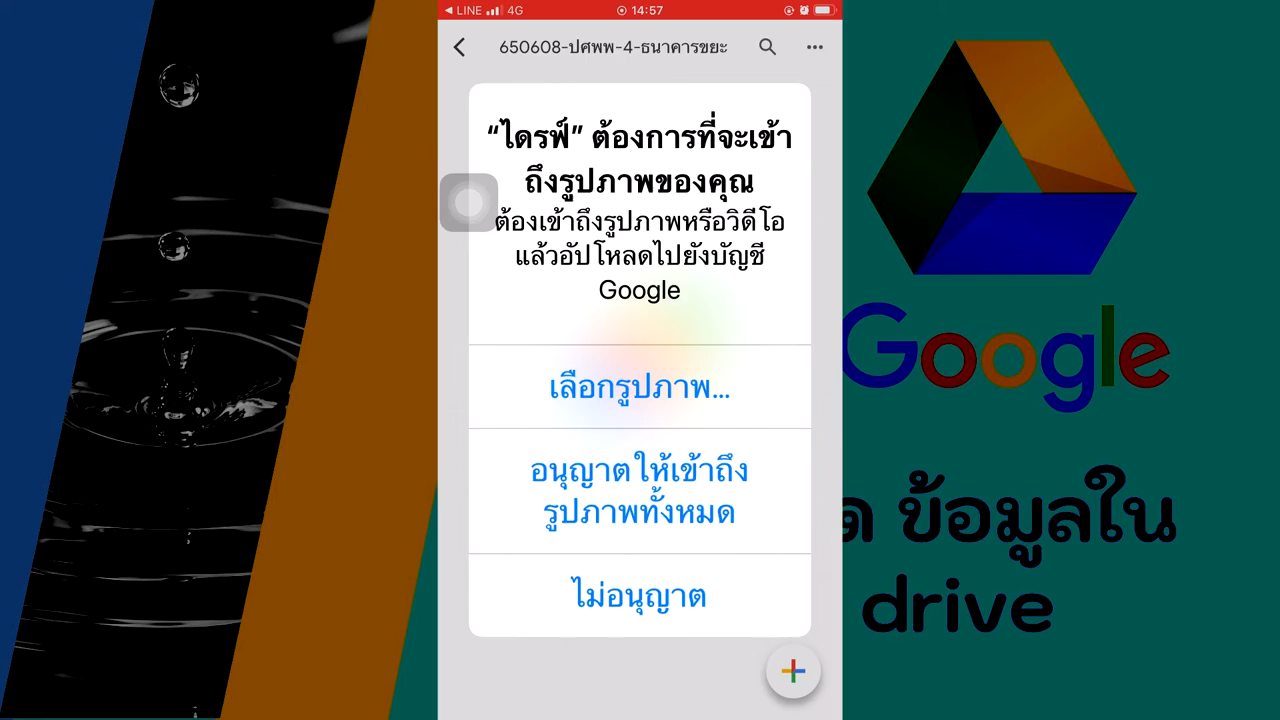 LINE 4G 14:57
650608-ปศพพ-4-ธนาคารขยะ
“ไดรฟ์” ต้องการที่จะเข้า
ถึงรูปภาพของคุณ
ต้องเข้าถึงรูปภาพหรือวิดีโอ
แล้วอัปโหลดไปยังบัญชี
Google
เลือกรูปภาพ...
อนุญาตให้เข้าถึง
รูปภาพทั้งหมด
ไม่อนุญาต
Google
ด ข้อมูลใน
drive